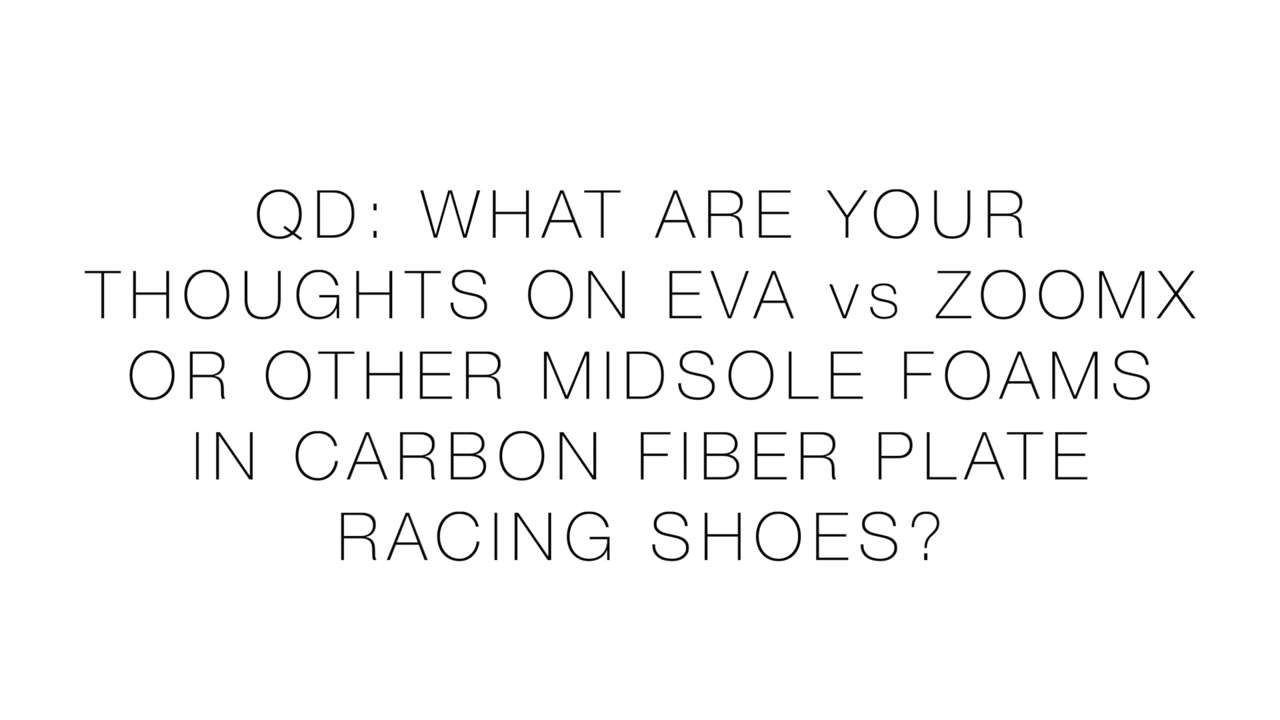 QD: WHAT ARE YOUR
THOUGHTS ON EVA vs ZOOMX
OR OTHER MIDSOLE FOAMS
IN CARBON FIBER PLATE
RACING SHOES?